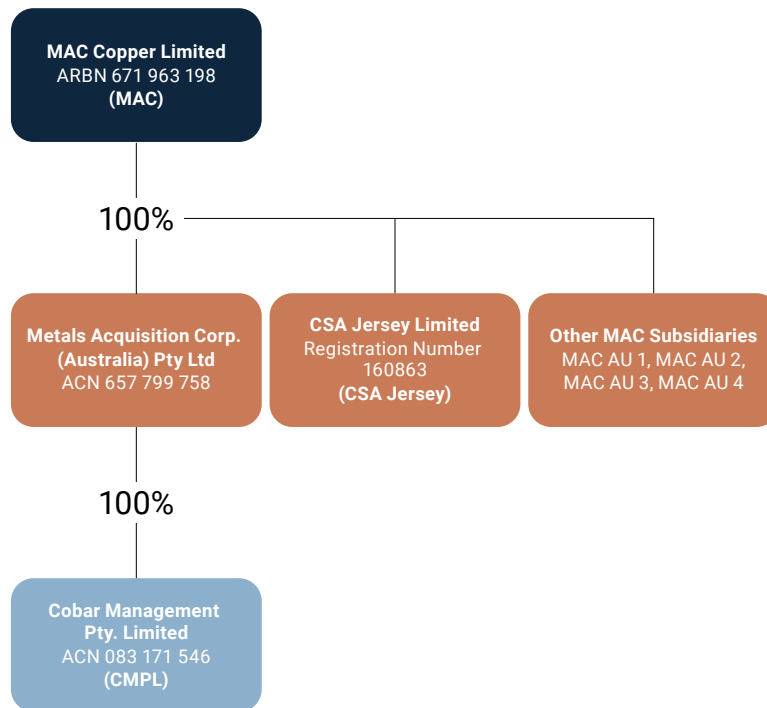 MAC Copper Limited
ARBN 671 963 198
(MAC)
100%
Metals Acquisition Corp.
(Australia) Pty Ltd
ACN 657 799 758
CSA Jersey Limited
Registration Number
160863
(CSA Jersey)
Other MAC Subsidiaries
MAC AU 1, MAC AU 2,
MAC AU 3, MAC AU 4
100%
Cobar Management
Pty. Limited
ACN 083 171 546
(CMPL)